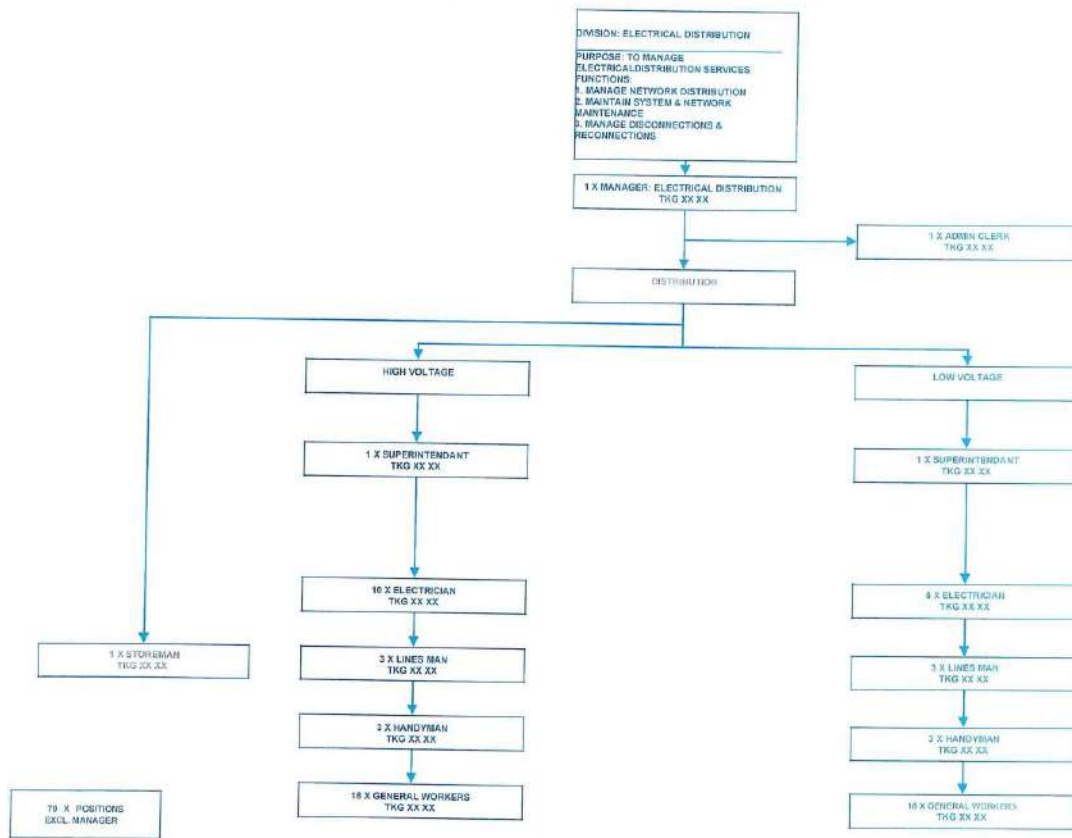 DIVISION: ELECTRICAL DISTRIBUTION
PURPOSE: TO MANAGE
ELECTRICALDISTRIBUTION SERVICES
FUNCTIONS:
1. MANAGE NETWORK DISTRIBUTION
2. MAINTAIN SYSTEM & NETWORK
MAINTENANCE
3. MANAGE DISCONNECTIONS &
RECONNECTIONS
1 X MANAGER: ELECTRICAL DISTRIBUTION
TKG XX XX
1 X ADMIN CLERK
TKG XX XX
DISTRIBUTION
HIGH VOLTAGE
LOW VOLTAGE
1 X SUPERINTENDANT
TKG XX XX
1 X SUPERINTENDANT
TKG XX XX
10 X ELECTRICIAN
TKG XX XX
8 X ELECTRICIAN
TKG XX XX
1 X STOREMAN
TKG XX XX
3 X LINES MAN
TKG XX XX
3 X LINES MAN
TKG XX XX
3 X HANDYMAN
TKG XX XX
3 X HANDYMAN
TKG XX XX
18 X GENERAL WORKERS
TKG XX XX
18 X GENERAL WORKERS
TKG XX XX
70 X POSITIONS
EXCL. MANAGER